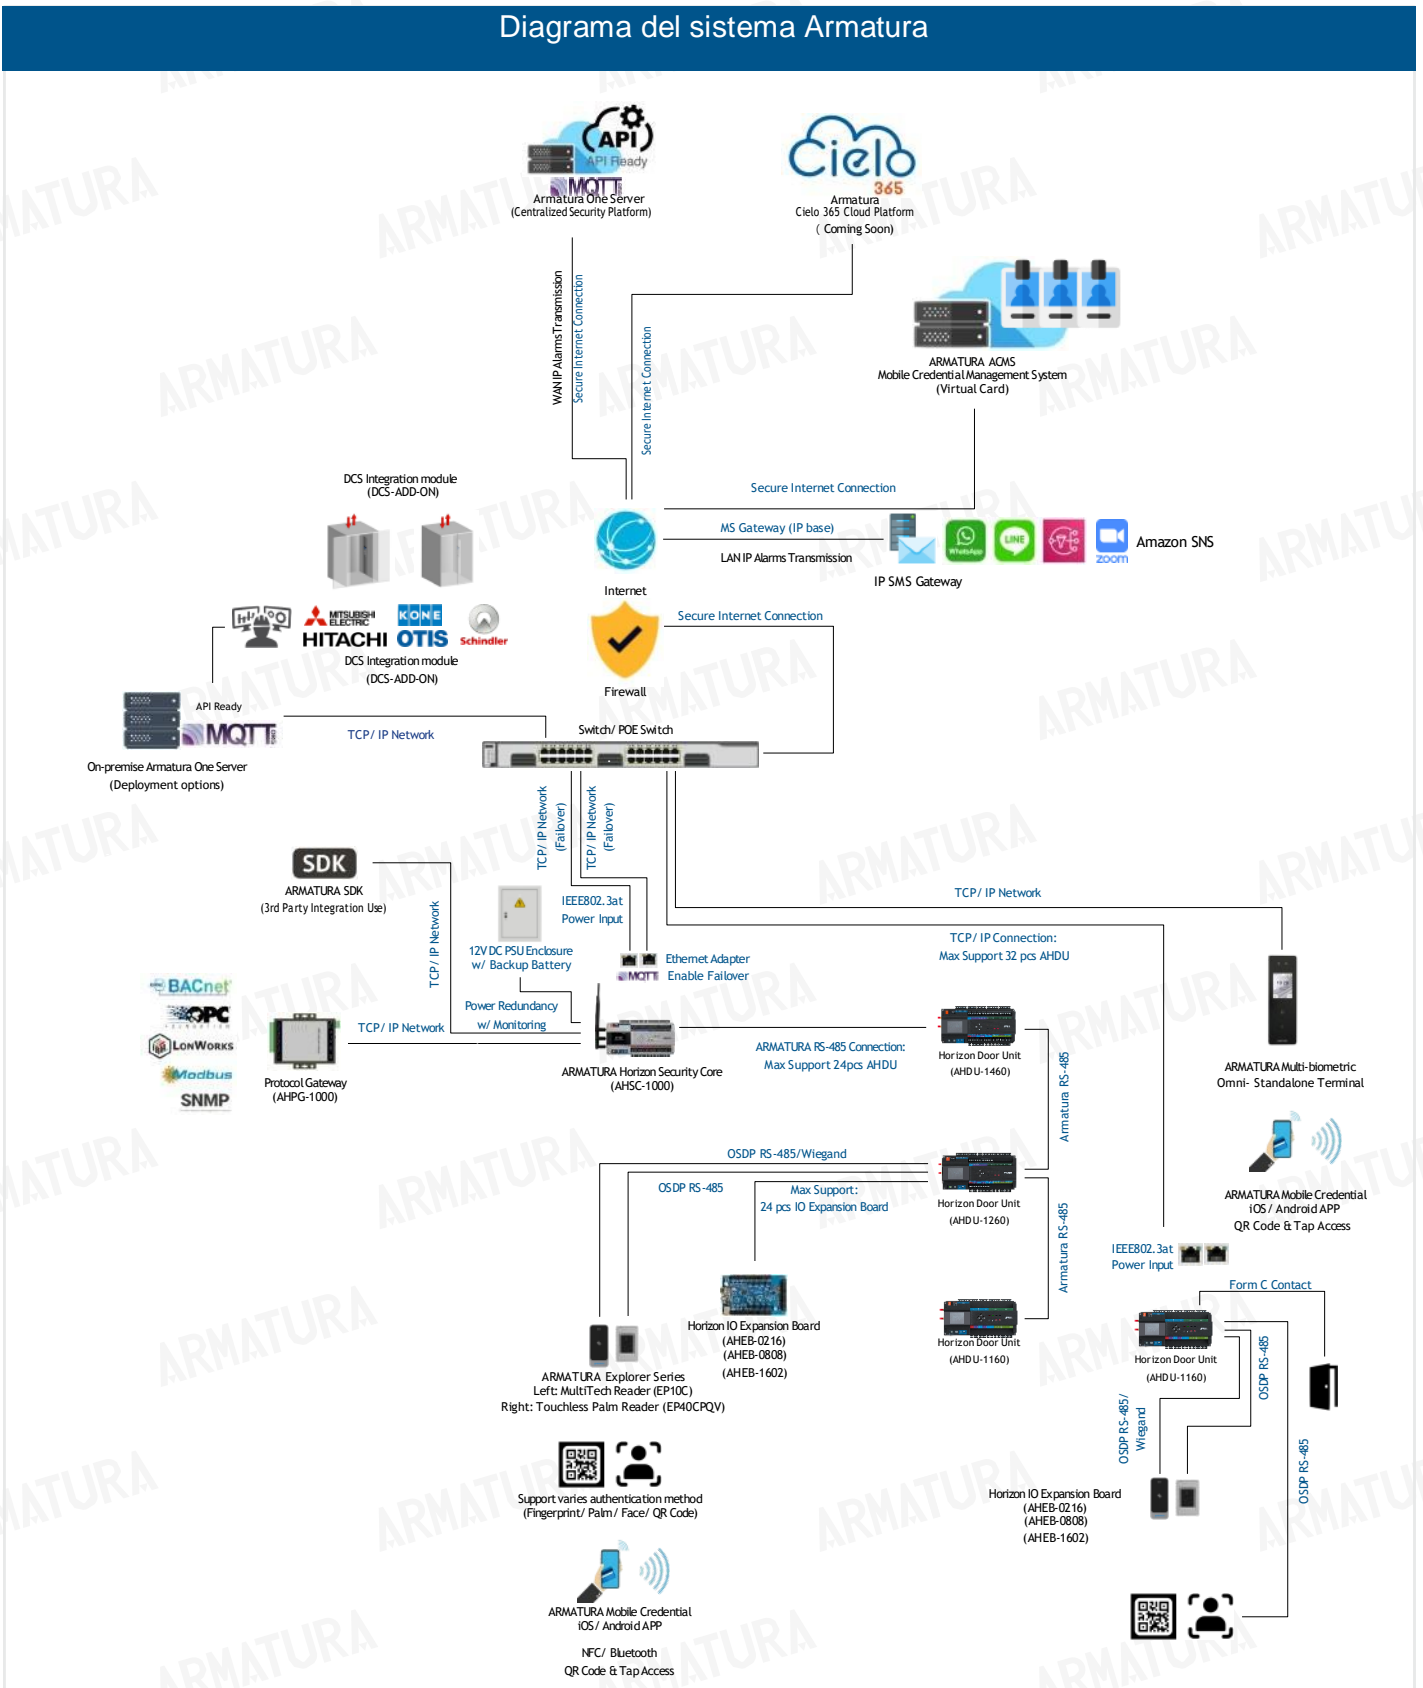 Diagrama del sistema Armatura
API
API Ready
MQTT
Armatura One Server
(Centralized Security Platform)
Cielo
365
Armatura
Cielo 365 Cloud Platform
( Coming Soon)
WAN IP Alarms Transmission
Secure Internet Connection
Secure Internet Connection
ARMATURA ACMS
Mobile Credential Management System
(Virtual Card)
DCS Integration module
(DCS-ADD-ON)
Secure Internet Connection
MS Gateway (IP base)
LAN IP Alarms Transmission
WhatsApp
LINE
zoom
Amazon SNS
IP SMS Gateway
Internet
MITSUBISHI
ELECTRIC
KONE
HITACHI
OTIS
Schindler
DCS Integration module
(DCS-ADD-ON)
Secure Internet Connection
Firewall
API Ready
MQTT
TCP/ IP Network
Switch/ POE Switch
On-premise Armatura One Server
(Deployment options)
TCP/ IP Network
(Failover)
TCP/ IP Network
(Failover)
SDK
ARMATURA SDK
(3rd Party Integration Use)
TCP/ IP Network
IEEE802.3at
Power Input
TCP/ IP Network
TCP/ IP Connection:
Max Support 32 pcs AHDU
12V DC PSU Enclosure
w/ Backup Battery
Ethernet Adapter
MQTT
Enable Failover
BACnet
OPC
FOUNDATION
LONWORKS
Modbus
SNMP
Power Redundancy
w/ Monitoring
TCP/ IP Network
Protocol Gateway
(AHPG-1000)
ARMATURA Horizon Security Core
(AHSC-1000)
ARMATURA RS-485 Connection:
Max Support 24pcs AHDU
Horizon Door Unit
(AHDU-1460)
Armatura RS-485
ARMATURA Multi-biometric
Omni- Standalone Terminal
OSDP RS-485/Wiegand
OSDP RS-485
Max Support:
24 pcs IO Expansion Board
Horizon Door Unit
(AHDU-1260)
Armatura RS-485
ARMATURA Mobile Credential
iOS/ Android APP
QR Code & Tap Access
IEEE802.3at
Power Input
Form C Contact
Horizon IO Expansion Board
(AHEB-0216)
(AHEB-0808)
(AHEB-1602)
Horizon Door Unit
(AHDU-1160)
Horizon Door Unit
(AHDU-1160)
OSDP RS-485
ARMATURA Explorer Series
Left: MultiTech Reader (EP10C)
Right: Touchless Palm Reader (EP40CPQV)
OSDP RS-485/
Wiegand
OSDP RS-485
Support varies authentication method
(Fingerprint/ Palm/ Face/ QR Code)
Horizon IO Expansion Board
(AHEB-0216)
(AHEB-0808)
(AHEB-1602)
ARMATURA Mobile Credential
iOS/ Android APP
NFC/ Bluetooth
QR Code & Tap Access